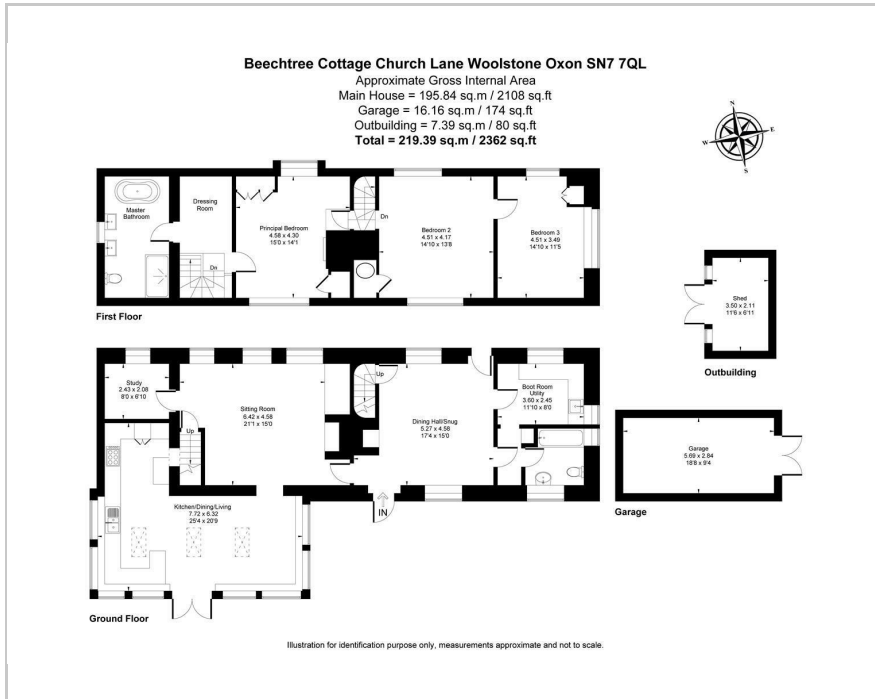 Beechtree Cottage Church Lane Woolstone Oxon SN7 7QL
Approximate Gross Internal Area
Main House = 195.84 sq.m / 2108 sq.ft
Garage = 16.16 sq.m / 174 sq.ft
Outbuilding = 7.39 sq.m / 80 sq.ft
Total = 219.39 sq.m / 2362 sq.ft
N
W
E
S
Master
Bathroom
Dressing
Room
Dn
Principal Bedroom
4.58 x 4.30
15'0 x 14'1
Dn
Bedroom 2
4.51 x 4.17
14'10 x 13'8
Bedroom 3
4.51 x 3.49
14'10 x 11'5
First Floor
Shed
3.50 x 2.11
11'6 x 6'11
Outbuilding
Study
2.43 x 2.08
8'0 x 6'10
Up
Sitting Room
6.42 x 4.58
21'1 x 15'0
Up
Dining Hall/Snug
5.27 x 4.58
17'4 x 15'0
Boot Room
Utility
3.60 x 2.45
11'10 x 8'0
IN
Kitchen/Dining/Living
7.72 x 6.32
25'4 x 20'9
Ground Floor
Garage
5.69 x 2.84
18'8 x 9'4
Garage
Illustration for identification purpose only, measurements approximate and not to scale.